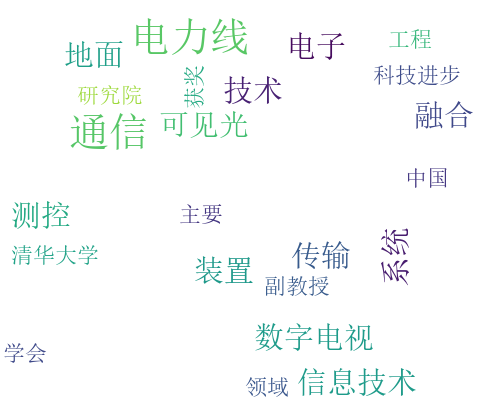 电力线
地面
电子
工程
科技进步
获奖
研究院
技术
融合
通信
可见光
中国
测控
主要
清华大学
装置
传输
系统
副教授
数字电视
学会
领域
信息技术